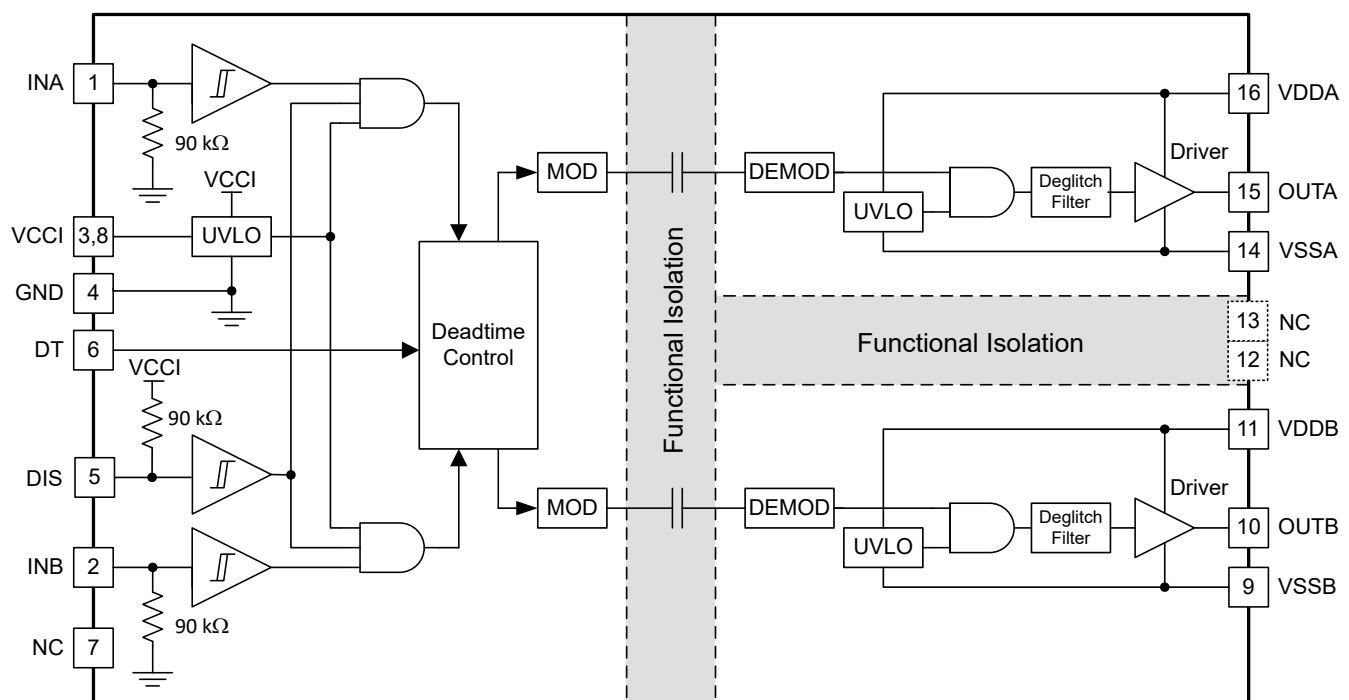 INA
1
90 kΩ
VCCI
VCCI
3,8
UVLO
GND
4
DT
6
VCCI
90 kΩ
DIS
5
INB
2
90 kΩ
NC
7
Deadtime
Control
MOD
MOD
Functional Isolation
Functional Isolation
DEMOD
UVLO
Deglitch
Filter
Driver
16
VDDA
15
OUTA
14
VSSA
13
NC
12
NC
DEMOD
UVLO
Deglitch
Filter
Driver
11
VDDB
10
OUTB
9
VSSB